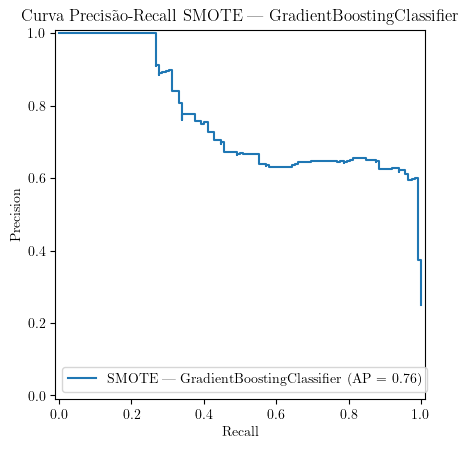 Curva Precisão-Recall SMOTE — GradientBoostingClassifier
1.0
0.8
0.6
0.4
0.2
0.0
Precision
SMOTE — GradientBoostingClassifier (AP = 0.76)
0.0 0.2 0.4 0.6 0.8 1.0
Recall